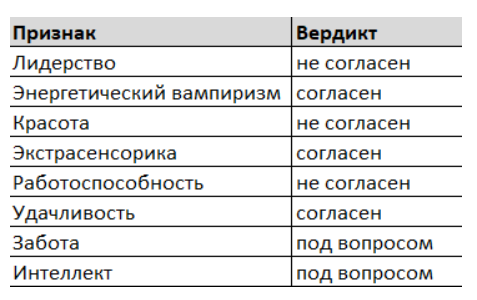 Признак Вердикт
Лидерство не согласен
Энергетический вампиризм согласен
Красота не согласен
Экстрасенсорика согласен
Работоспособность не согласен
Удачливость согласен
Забота под вопросом
Интеллект под вопросом